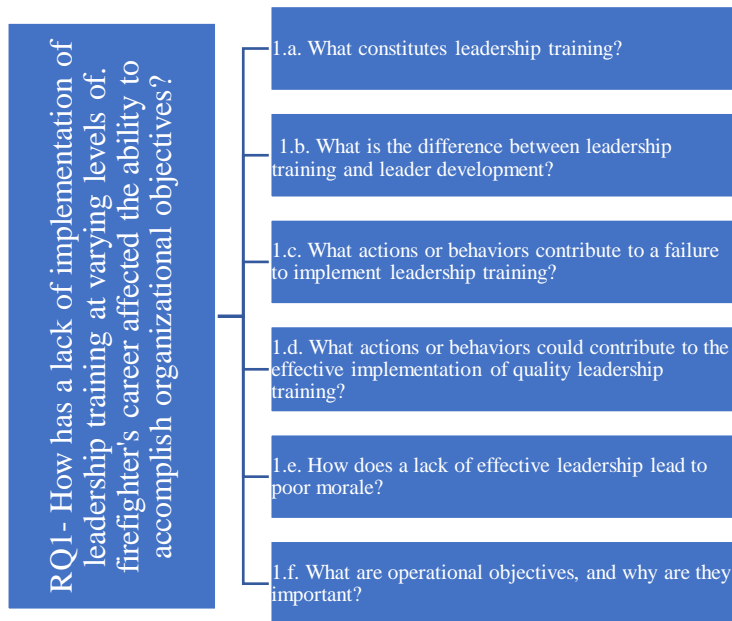 RQ1- How has a lack of implementation of
leadership training at varying levels of.
firefighter's career affected the ability to
accomplish organizational objectives?
1.a. What constitutes leadership training?
1.b. What is the difference between leadership
training and leader development?
1.c. What actions or behaviors contribute to a failure
to implement leadership training?
1.d. What actions or behaviors could contribute to the
effective implementation of quality leadership
training?
1.e. How does a lack of effective leadership lead to
poor morale?
1.f. What are operational objectives, and why are they
important?